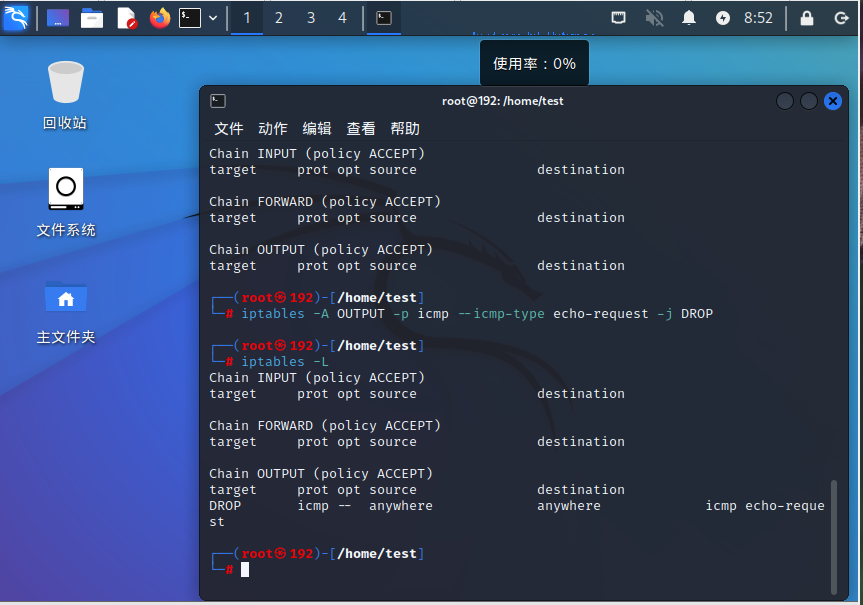 1 2 3 4 8:52
使用率：0%
回收站
文件系统
主文件夹
root@192: /home/test
文件 动作 编辑 查看 帮助
Chain INPUT (policy ACCEPT)
target     prot opt source               destination
Chain FORWARD (policy ACCEPT)
target     prot opt source               destination
Chain OUTPUT (policy ACCEPT)
target     prot opt source               destination
┌──(root㉿192)-[/home/test]
└─# iptables -A OUTPUT -p icmp --icmp-type echo-request -j DROP
┌──(root㉿192)-[/home/test]
└─# iptables -L
Chain INPUT (policy ACCEPT)
target     prot opt source               destination
Chain FORWARD (policy ACCEPT)
target     prot opt source               destination
Chain OUTPUT (policy ACCEPT)
target     prot opt source               destination
DROP       icmp --  anywhere             anywhere             icmp echo-reque
st
┌──(root㉿192)-[/home/test]
└─#